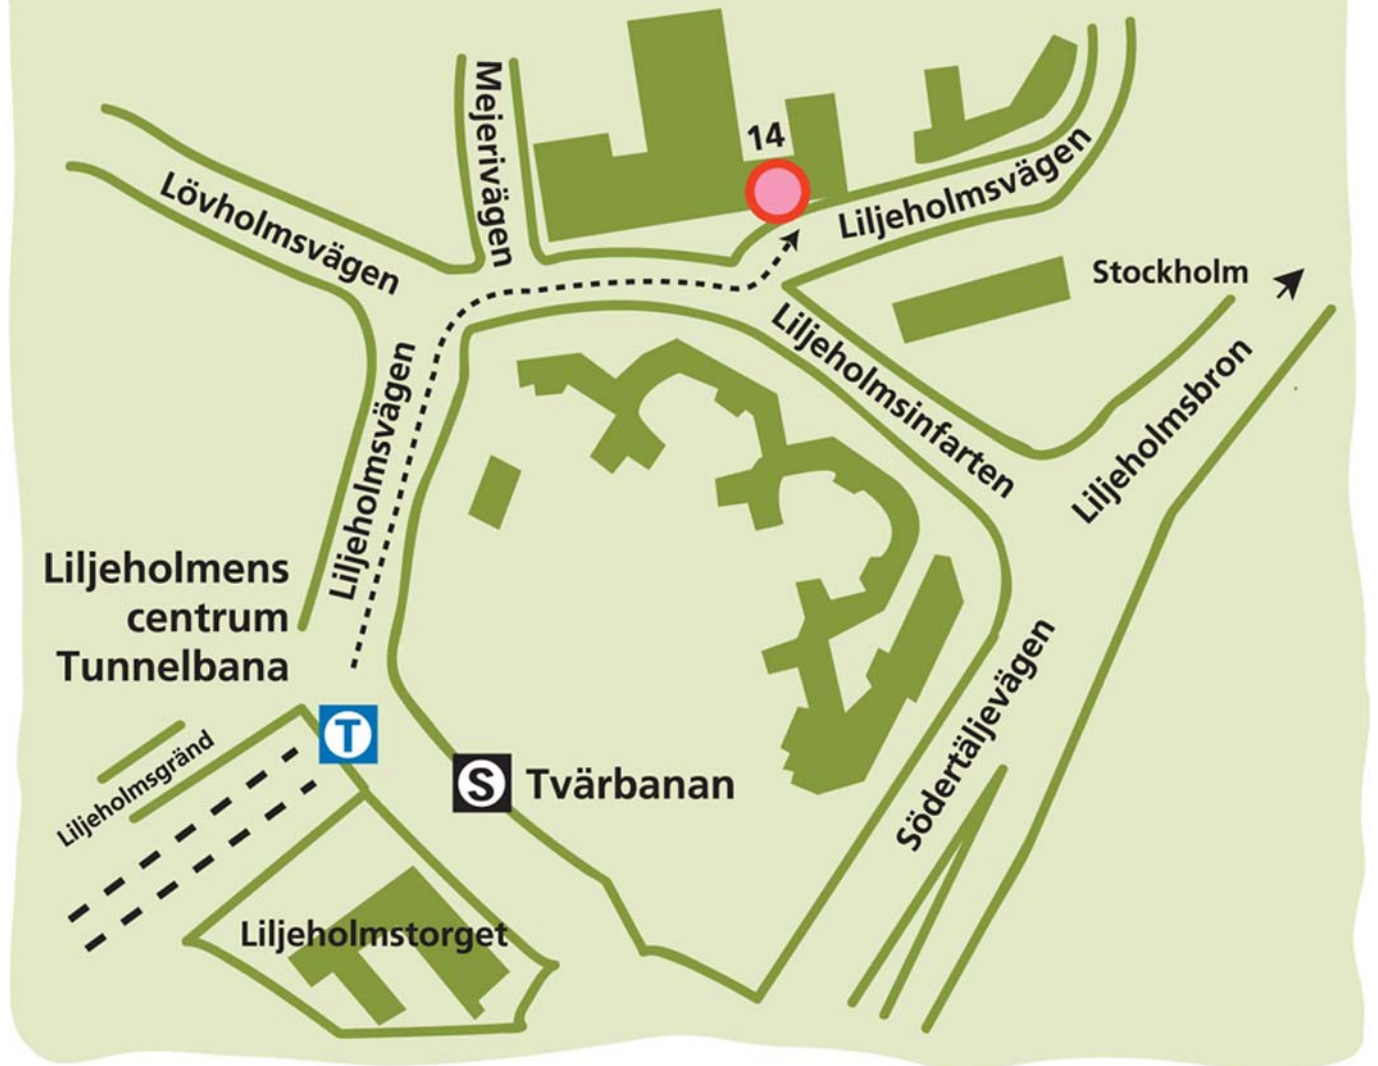 Mejerivägen
14
Lövholmsvägen
Liljeholmsvägen
Stockholm
Liljeholmsinfarten
Liljeholmsbron
Liljeholmsvägen
Liljeholmens
centrum
Tunnelbana
Södertäljevägen
T
Liljeholmsgränd
S Tvärbanan
Liljeholmstorget